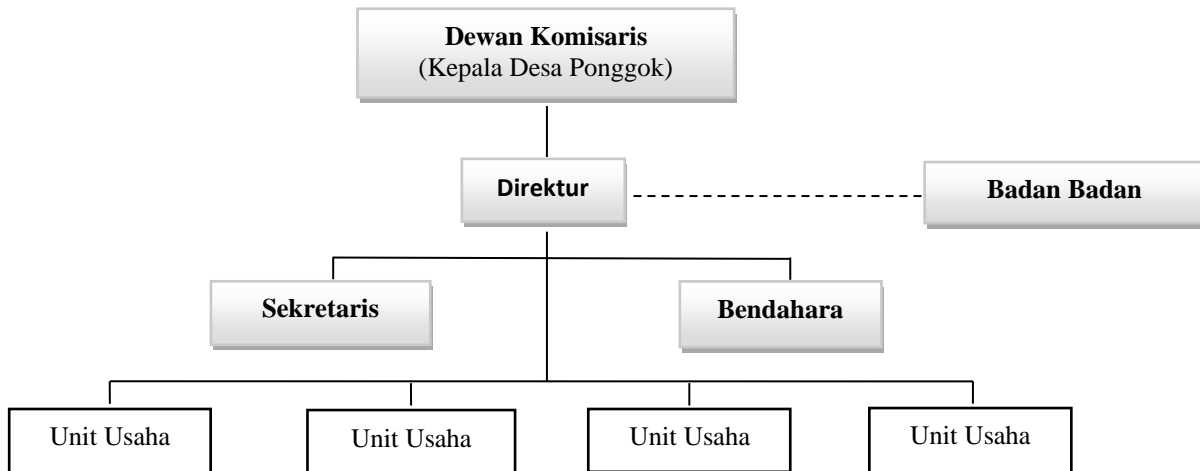 Dewan Komisaris
(Kepala Desa Ponggok)
Direktur
Badan Badan
Sekretaris
Bendahara
Unit Usaha
Unit Usaha
Unit Usaha
Unit Usaha